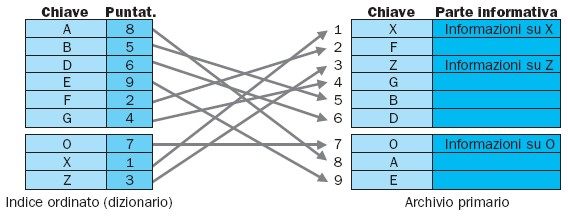 Chiave Puntat. Chiave Parte informativa
A 8 1 X Informazioni su X
B 5 2 F
D 6 3 Z Informazioni su Z
E 9 4 G
F 2 5 B
G 4 6 D
O 7 7 O Informazioni su O
X 1 8 A
Z 3 9 E
Indice ordinato (dizionario) Archivio primario